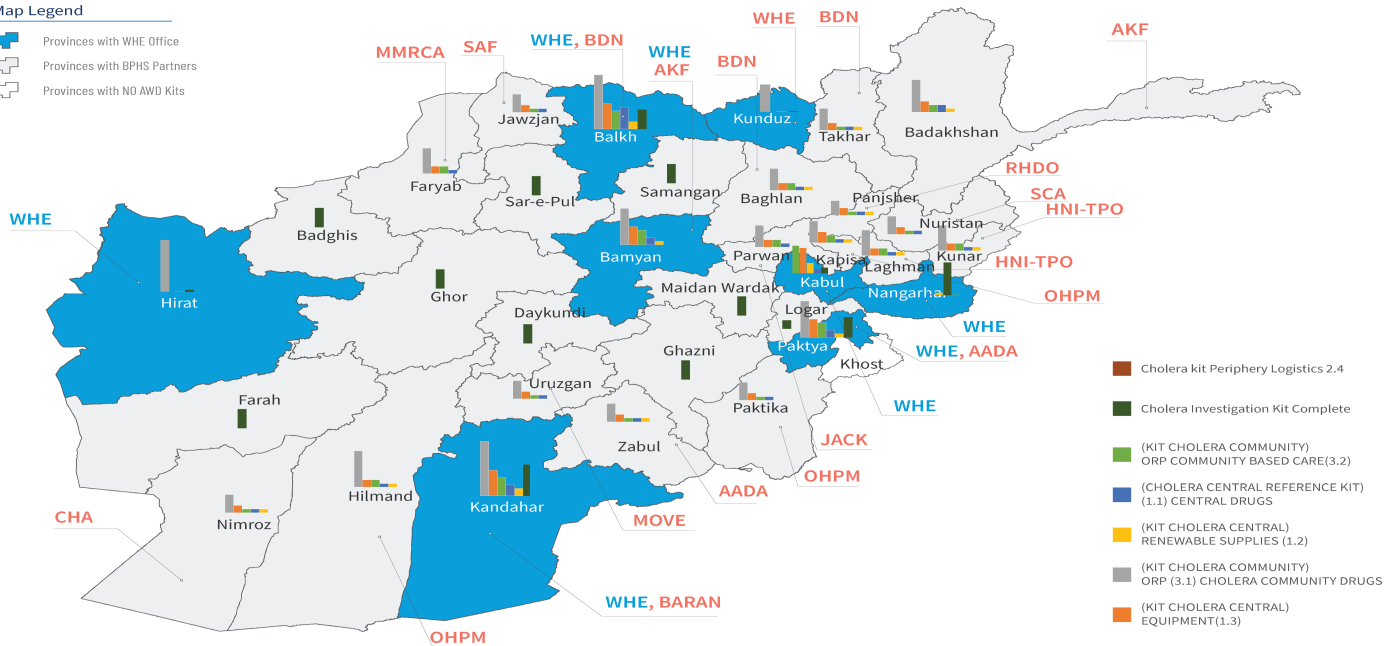 Map Legend
Provinces with WHE Office
Provinces with BPHS Partners
Provinces with NO AWD Kits
MMRCA
SAF
WHE, BDN
WHE
AKF
BDN
WHE
BDN
AKF
Jawzjan
Balkh
Kunduz
Takhar
Badakhshan
Faryab
Sar-e-Pul
Samangan
Baghlan
Panjsher
RHDO
SCA
HNI-TPO
WHE
Badghis
Nuristan
Bamyan
Parwan
Kapisa
Laghman
Kunar
HNI-TPO
Hirat
Ghor
Maidan Wardak
Kabul
Nangarhar
OHPM
Daykundi
Logar
WHE
Ghazni
Paktya
WHE, AADA
Khost
Uruzgan
Farah
Paktika
WHE
Zabul
JACK
Hilmand
Kandahar
OHPM
AADA
Nimroz
CHA
MOVE
WHE, BARAN
OHPM
Cholera kit Periphery Logistics 2.4
Cholera Investigation Kit Complete
(KIT CHOLERA COMMUNITY)
ORP COMMUNITY BASED CARE(3.2)
(CHOLERA CENTRAL REFERENCE KIT)
(1.1) CENTRAL DRUGS
(KIT CHOLERA CENTRAL)
RENEWABLE SUPPLIES (1.2)
(KIT CHOLERA COMMUNITY)
ORP (3.1) CHOLERA COMMUNITY DRUGS
(KIT CHOLERA CENTRAL)
EQUIPMENT(1.3)